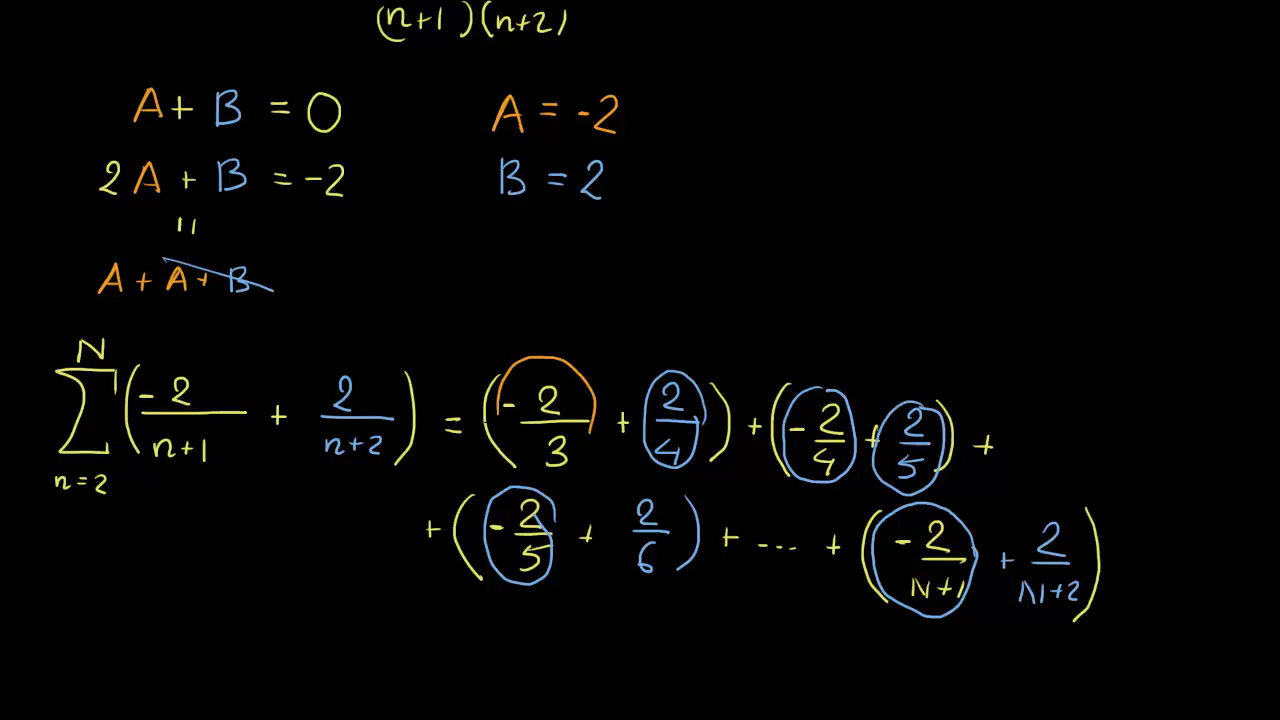 (n+1)(n+2)
A + B = 0
A = -2
2A + B = -2
B = 2
"
A + A + B
N
∑ ( -2/(n+1) + 2/(n+2) ) = ( -2/3 + 2/4 ) + ( -2/4 + 2/5 ) +
n=2
+ ( -2/5 + 2/6 ) + ... + ( -2/(N+1) + 2/(N+2) )